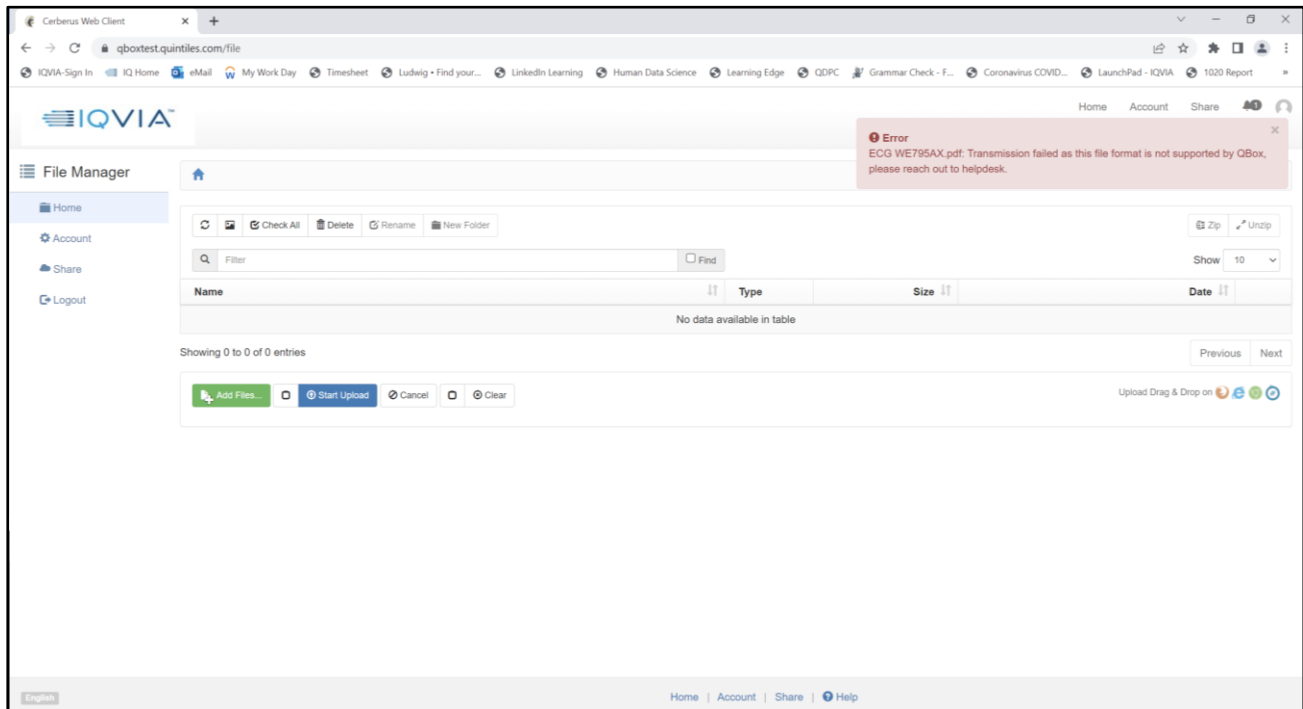 Cerberus Web Client
qboxtest.quintiles.com/file
IQVIA-Sign In IQ Home eMail My Work Day Timesheet Ludwig • Find your... LinkedIn Learning Human Data Science Learning Edge QDPC Grammar Check - F... Coronavirus COVID... LaunchPad - IQVIA 1020 Report »
IQVIA™
Home Account Share 1
Error
ECG WE795AX.pdf: Transmission failed as this file format is not supported by QBox,
please reach out to helpdesk.
File Manager
Home
Account
Share
Logout
Check All Delete Rename New Folder Zip Unzip
Filter Find Show 10
Name Type Size Date
No data available in table
Showing 0 to 0 of 0 entries Previous Next
Add Files... Start Upload Cancel Clear Upload Drag & Drop on
English Home | Account | Share | Help